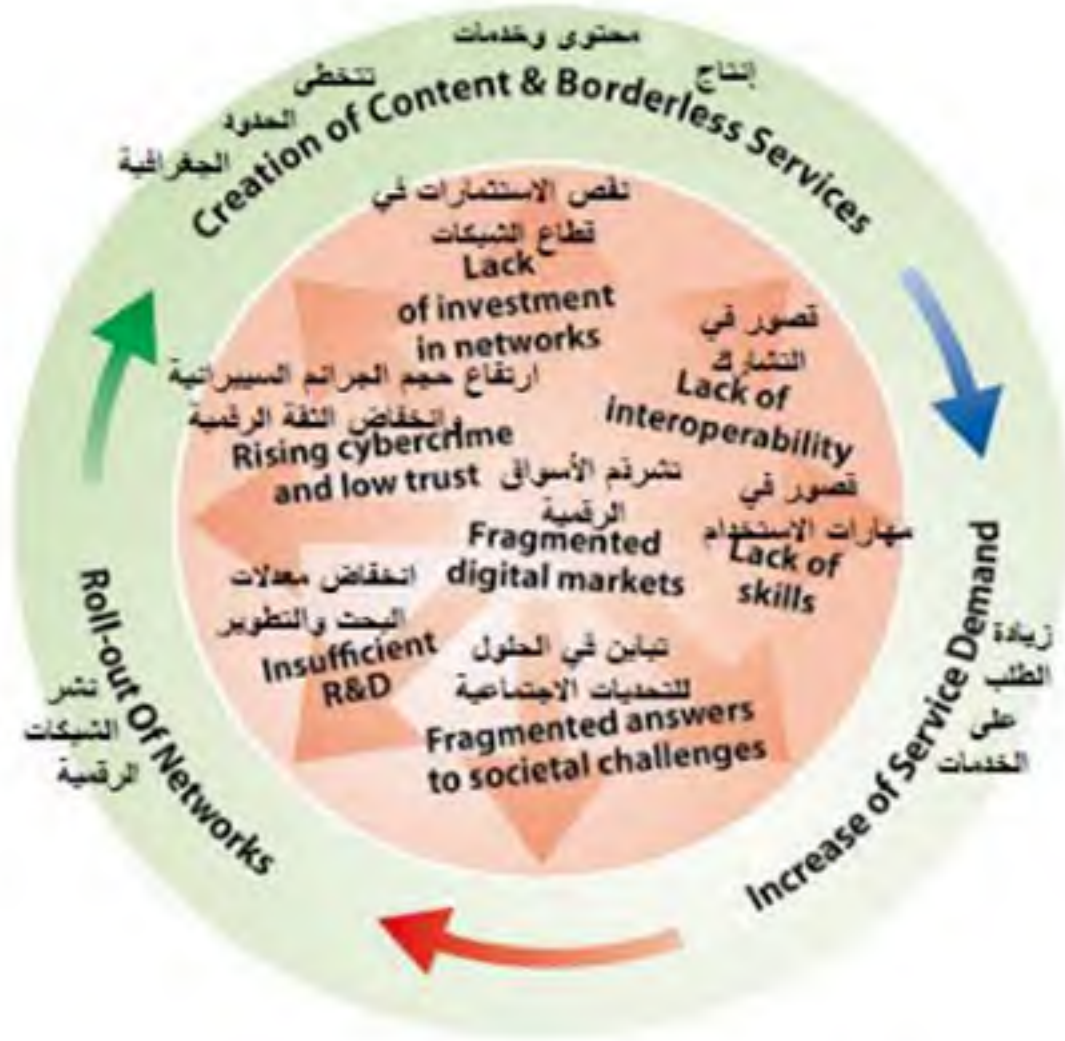 إنتاج
محتوى وخدمات
تتخطى
الحدود
الجغرافية
Creation of Content & Borderless Services
نقص الاستثمارات في
قطاع الشبكات
Lack
of investment
in networks
قصور في
التشارك
Lack of
interoperability
ارتفاع حجم الجرائم السيبرانية
وانخفاض الثقة الرقمية
Rising cybercrime
and low trust
تشرذم الأسواق
الرقمية
Fragmented
digital markets
قصور في
مهارات الاستخدام
Lack of
skills
انخفاض معدلات
البحث والتطوير
Insufficient
R&D
تباين في الحلول
للتحديات الاجتماعية
Fragmented answers
to societal challenges
زيادة
الطلب
على
الخدمات
Increase of Service Demand
نشر
الشبكات
الرقمية
Roll-out Of Networks